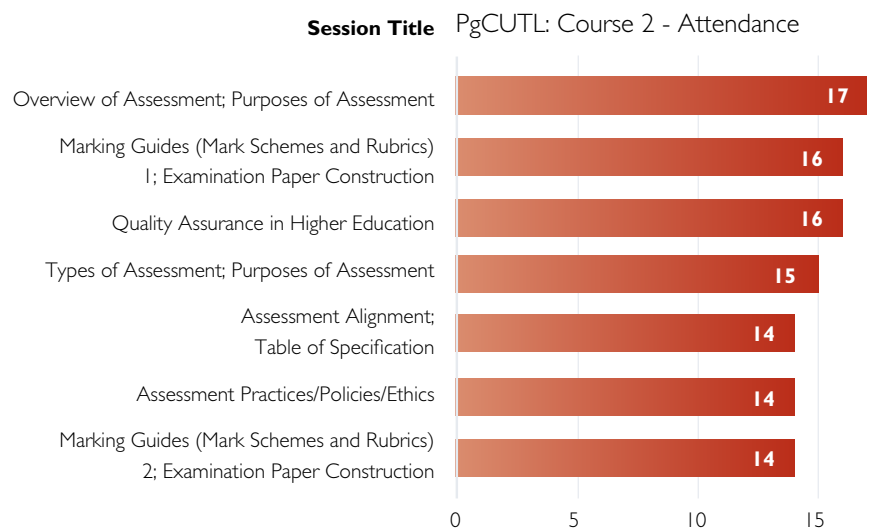 Session Title PgCUTL: Course 2 - Attendance
Overview of Assessment; Purposes of Assessment 17
Marking Guides (Mark Schemes and Rubrics)
1; Examination Paper Construction 16
Quality Assurance in Higher Education 16
Types of Assessment; Purposes of Assessment 15
Assessment Alignment;
Table of Specification 14
Assessment Practices/Policies/Ethics 14
Marking Guides (Mark Schemes and Rubrics)
2; Examination Paper Construction 14
0 5 10 15